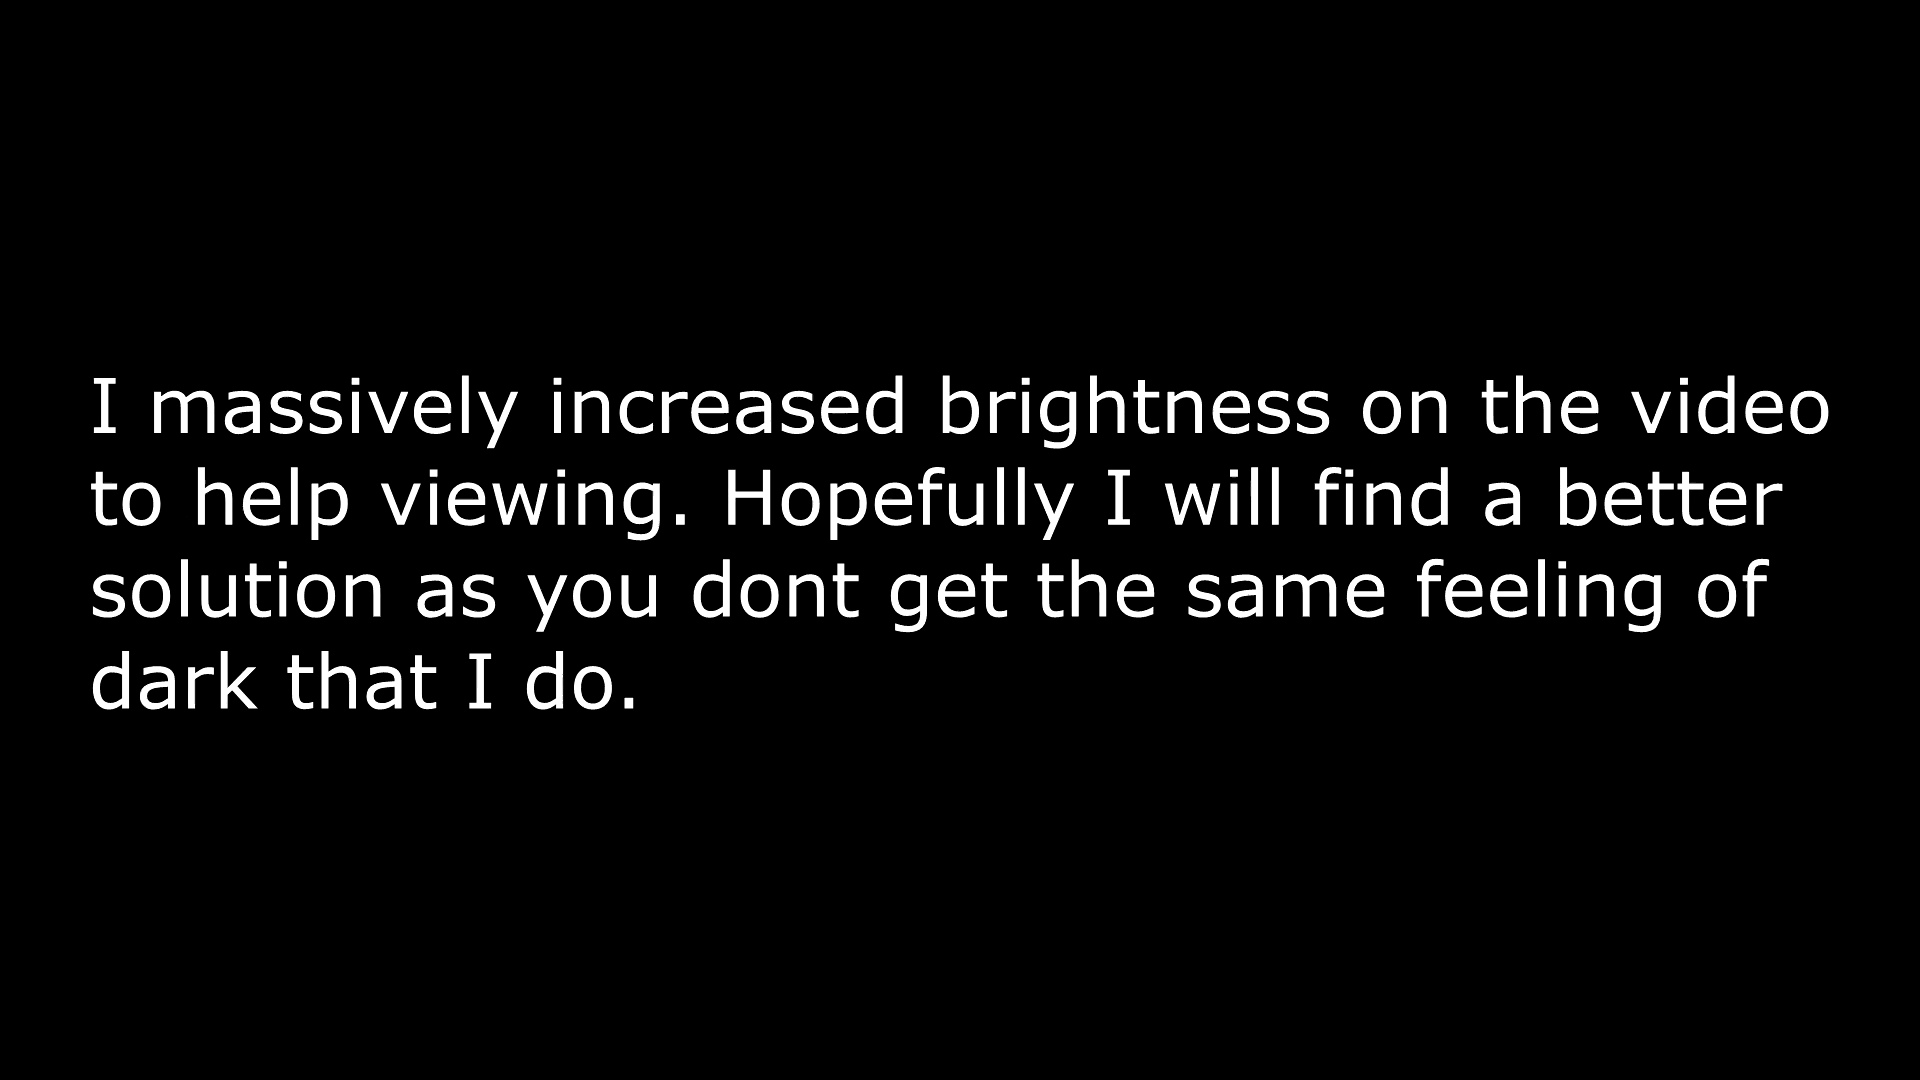 I massively increased brightness on the video
to help viewing. Hopefully I will find a better
solution as you dont get the same feeling of
dark that I do.